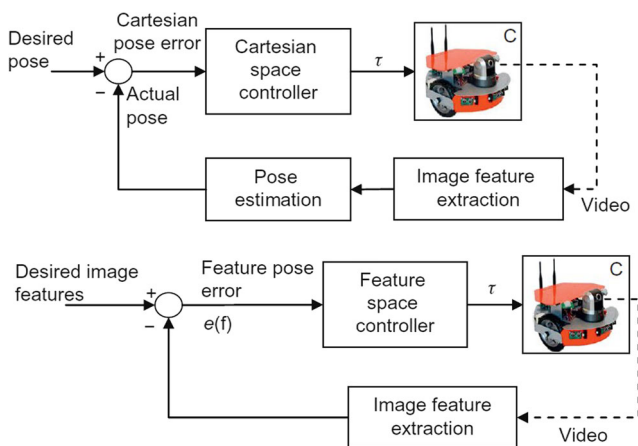 Desired
pose
+
−
Cartesian
pose error
Actual
pose
Cartesian
space
controller
τ
C
Pose
estimation
Image feature
extraction
Video
Desired image
features
+
−
Feature pose
error
e(f)
Feature
space
controller
τ
C
Image feature
extraction
Video